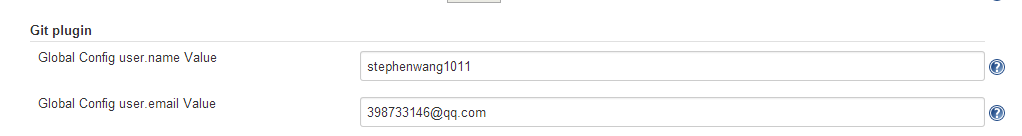 Git plugin
Global Config user.name Value
stephenwang1011
Global Config user.email Value
398733146@qq.com